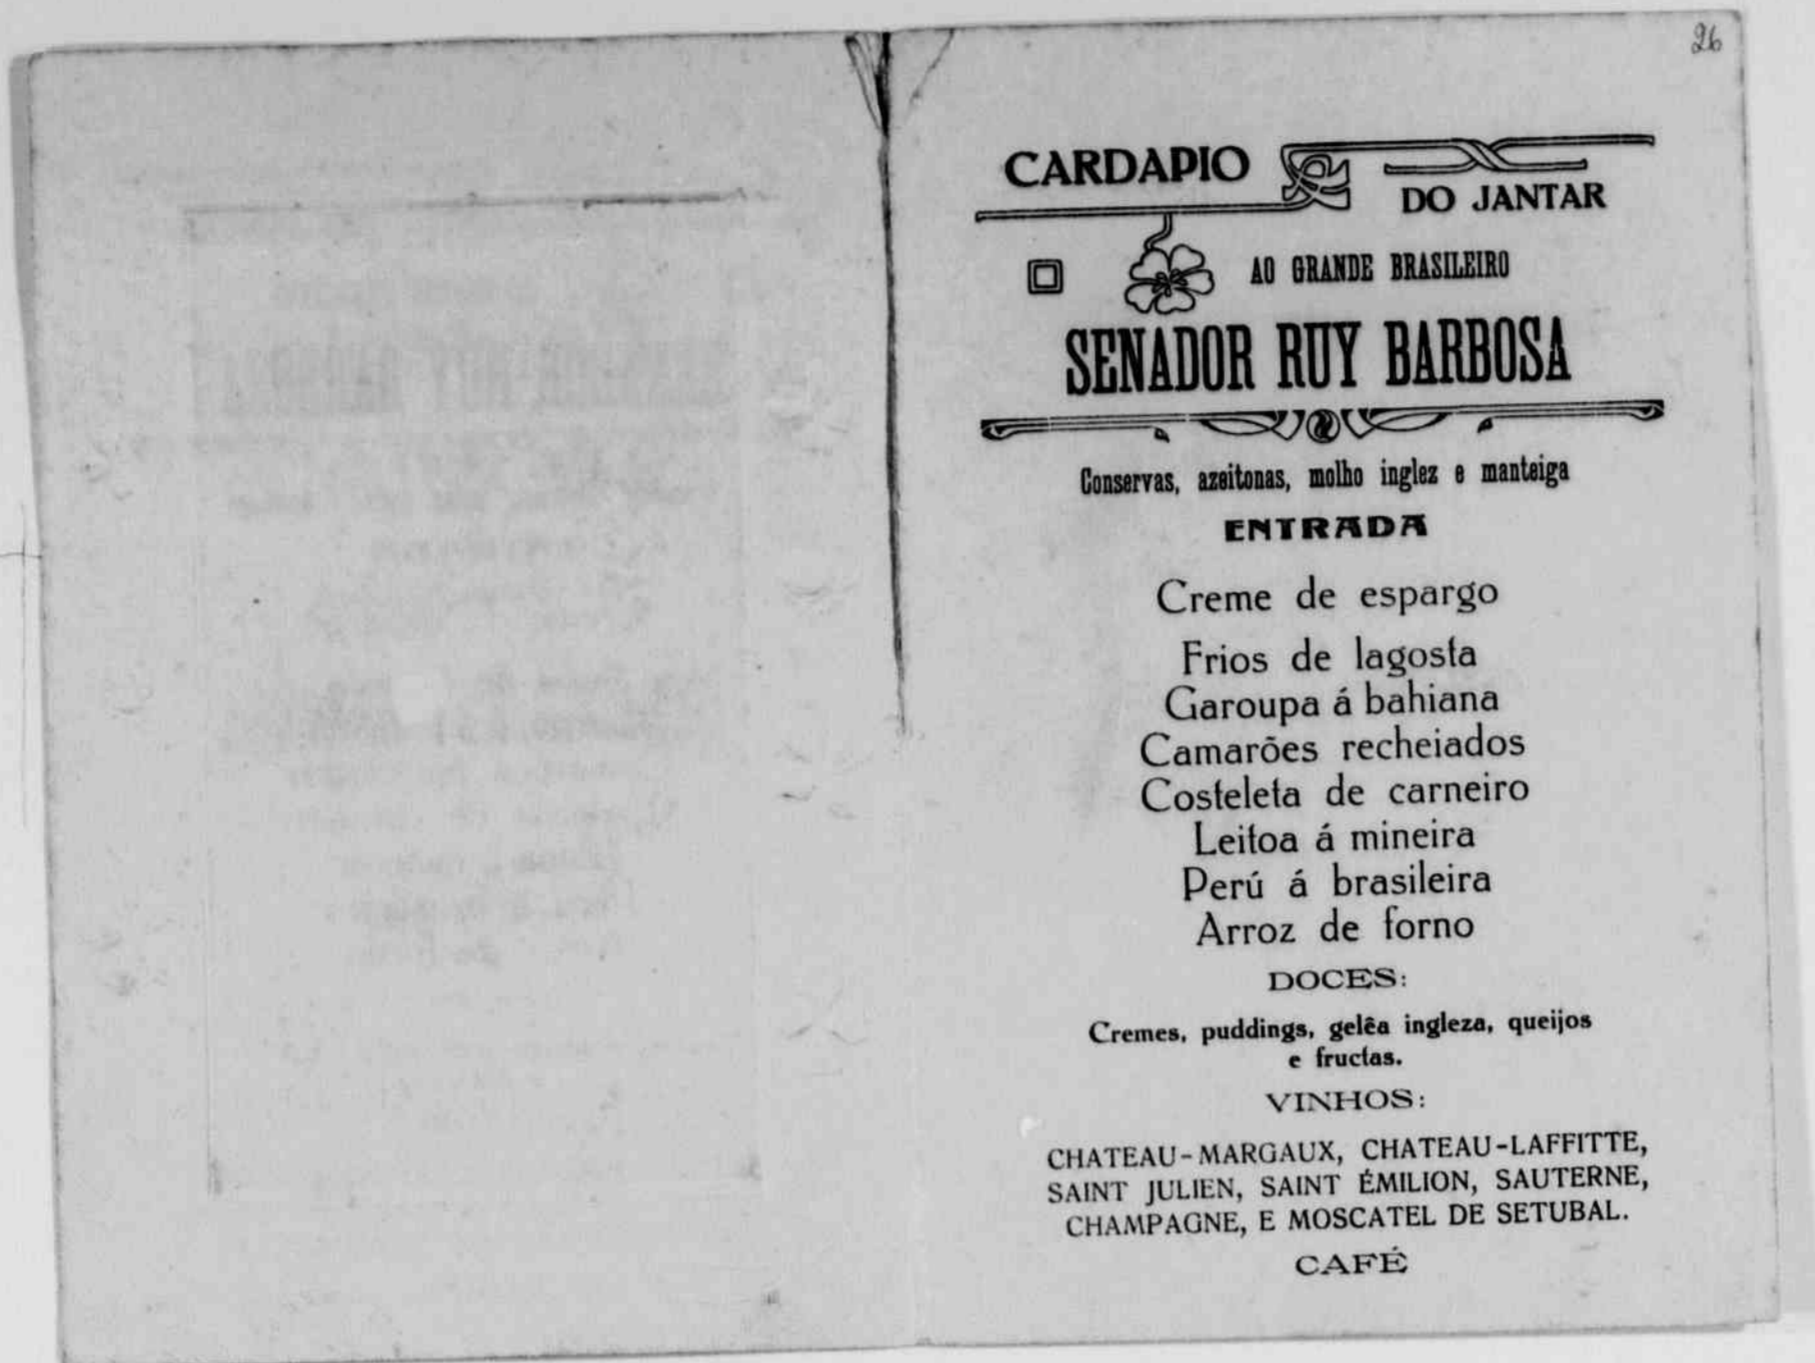 26
CARDAPIO
DO JANTAR
AO GRANDE BRASILEIRO
SENADOR RUY BARBOSA
Conservas, azeitonas, molho inglez e manteiga
ENTRADA
Creme de espargo
Frios de lagosta
Garoupa á bahiana
Camarões recheiados
Costeleta de carneiro
Leitoa á mineira
Perú á brasileira
Arroz de forno
DOCES:
Cremes, puddings, gelêa ingleza, queijos
e fructas.
VINHOS:
CHATEAU-MARGAUX, CHATEAU-LAFFITTE,
SAINT JULIEN, SAINT ÉMILION, SAUTERNE,
CHAMPAGNE, E MOSCATEL DE SETUBAL.
CAFÉ